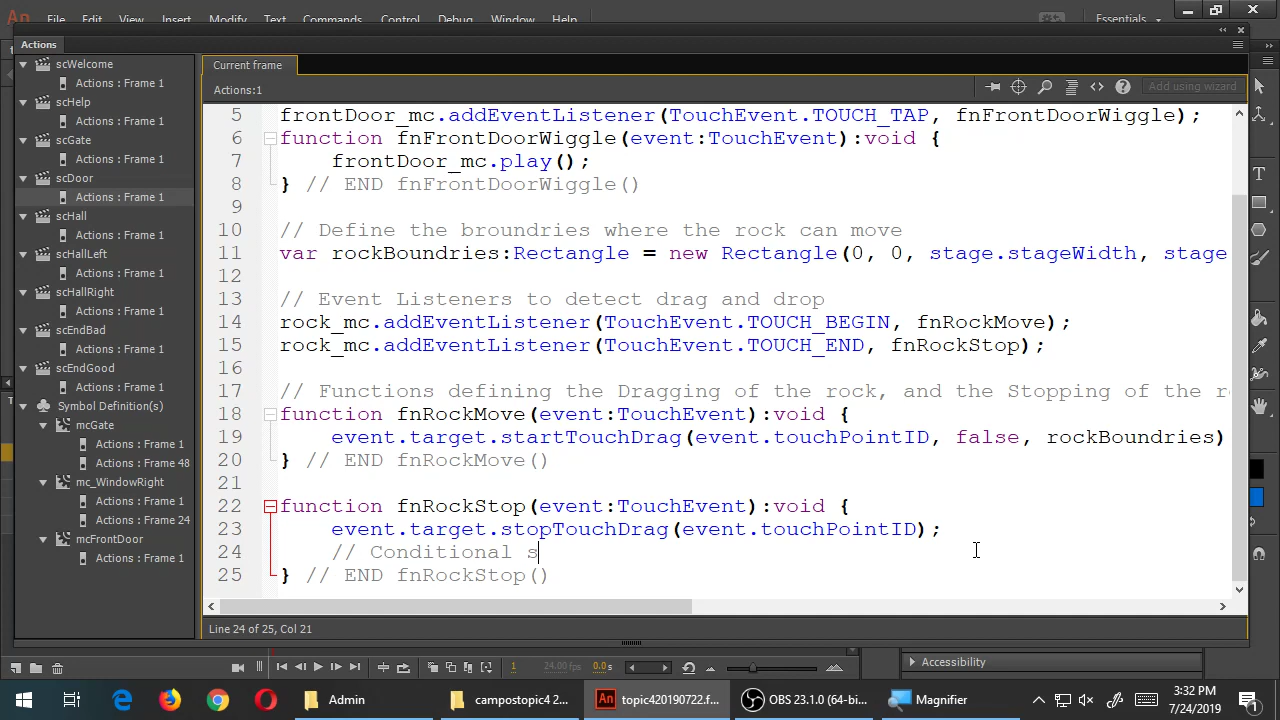 An File Edit View Insert Modify Text Commands Control Debug Window Help Essentials
Actions
scWelcome
Actions : Frame 1
scHelp
Actions : Frame 1
scGate
Actions : Frame 1
scDoor
Actions : Frame 1
scHall
Actions : Frame 1
scHallLeft
Actions : Frame 1
scHallRight
Actions : Frame 1
scEndBad
Actions : Frame 1
scEndGood
Actions : Frame 1
Symbol Definition(s)
mcGate
Actions : Frame 1
Actions : Frame 48
mc_WindowRight
Actions : Frame 1
Actions : Frame 24
mcFrontDoor
Actions : Frame 1
Current frame
Actions:1
Add using wizard
5 frontDoor_mc.addEventListener(TouchEvent.TOUCH_TAP, fnFrontDoorWiggle);
6 function fnFrontDoorWiggle(event:TouchEvent):void {
7 frontDoor_mc.play();
8 } // END fnFrontDoorWiggle()
9
10 // Define the broundries where the rock can move
11 var rockBoundries:Rectangle = new Rectangle(0, 0, stage.stageWidth, stage
12
13 // Event Listeners to detect drag and drop
14 rock_mc.addEventListener(TouchEvent.TOUCH_BEGIN, fnRockMove);
15 rock_mc.addEventListener(TouchEvent.TOUCH_END, fnRockStop);
16
17 // Functions defining the Dragging of the rock, and the Stopping of the r
18 function fnRockMove(event:TouchEvent):void {
19 event.target.startTouchDrag(event.touchPointID, false, rockBoundries)
20 } // END fnRockMove()
21
22 function fnRockStop(event:TouchEvent):void {
23 event.target.stopTouchDrag(event.touchPointID);
24 // Conditional s
25 } // END fnRockStop()
Line 24 of 25, Col 21
1 24.00 fps 0.0 s
Accessibility
Admin
campostopic4 2...
An topic420190722.f...
OBS 23.1.0 (64-bi...
Magnifier
3:32 PM
7/24/2019
1